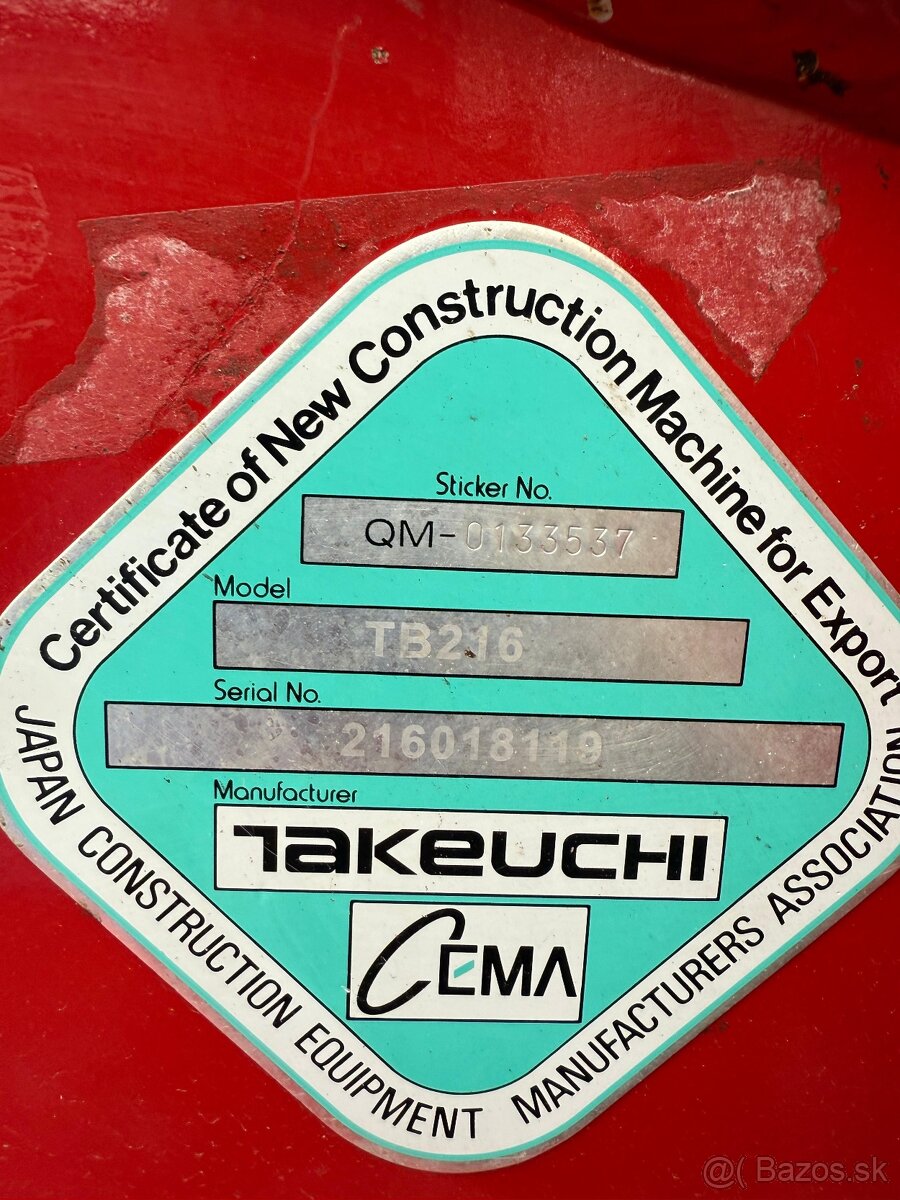 Certificate of New Construction Machine for Export
Sticker No.
QM-0133537
Model
TB216
Serial No.
216018119
Manufacturer
TAKEUCHI
CEMA
JAPAN CONSTRUCTION EQUIPMENT MANUFACTURERS ASSOCIATION
@( Bazos.sk